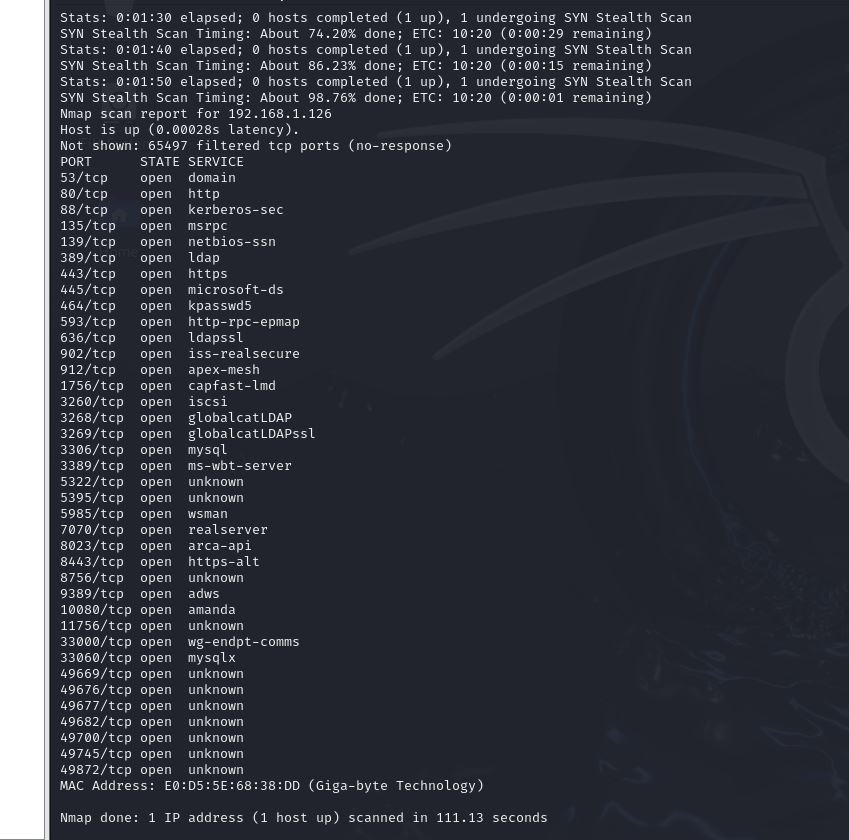 Stats: 0:01:30 elapsed; 0 hosts completed (1 up), 1 undergoing SYN Stealth Scan
SYN Stealth Scan Timing: About 74.20% done; ETC: 10:20 (0:00:29 remaining)
Stats: 0:01:40 elapsed; 0 hosts completed (1 up), 1 undergoing SYN Stealth Scan
SYN Stealth Scan Timing: About 86.23% done; ETC: 10:20 (0:00:15 remaining)
Stats: 0:01:50 elapsed; 0 hosts completed (1 up), 1 undergoing SYN Stealth Scan
SYN Stealth Scan Timing: About 98.76% done; ETC: 10:20 (0:00:01 remaining)
Nmap scan report for 192.168.1.126
Host is up (0.00028s latency).
Not shown: 65497 filtered tcp ports (no-response)
PORT      STATE SERVICE
53/tcp    open  domain
80/tcp    open  http
88/tcp    open  kerberos-sec
135/tcp   open  msrpc
139/tcp   open  netbios-ssn
389/tcp   open  ldap
443/tcp   open  https
445/tcp   open  microsoft-ds
464/tcp   open  kpasswd5
593/tcp   open  http-rpc-epmap
636/tcp   open  ldapssl
902/tcp   open  iss-realsecure
912/tcp   open  apex-mesh
1756/tcp  open  capfast-lmd
3260/tcp  open  iscsi
3268/tcp  open  globalcatLDAP
3269/tcp  open  globalcatLDAPssl
3306/tcp  open  mysql
3389/tcp  open  ms-wbt-server
5322/tcp  open  unknown
5395/tcp  open  unknown
5985/tcp  open  wsman
7070/tcp  open  realserver
8023/tcp  open  arca-api
8443/tcp  open  https-alt
8756/tcp  open  unknown
9389/tcp  open  adws
10080/tcp open  amanda
11756/tcp open  unknown
33000/tcp open  wg-endpt-comms
33060/tcp open  mysqlx
49669/tcp open  unknown
49676/tcp open  unknown
49677/tcp open  unknown
49682/tcp open  unknown
49700/tcp open  unknown
49745/tcp open  unknown
49872/tcp open  unknown
MAC Address: E0:D5:5E:68:38:DD (Giga-byte Technology)
Nmap done: 1 IP address (1 host up) scanned in 111.13 seconds